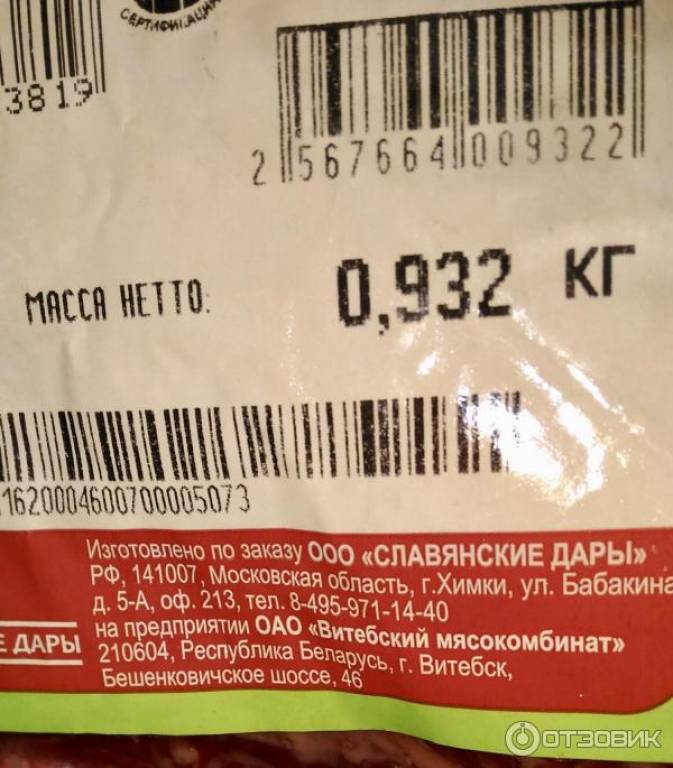 СЕРТИФИКАЦИЯ
3819
2 567664 009322
МАССА НЕТТО: 0,932 КГ
1620004600700005073
Изготовлено по заказу ООО «СЛАВЯНСКИЕ ДАРЫ»
РФ, 141007, Московская область, г.Химки, ул. Бабакина
д. 5-А, оф. 213, тел. 8-495-971-14-40
на предприятии ОАО «Витебский мясокомбинат»
Е ДАРЫ
210604, Республика Беларусь, г. Витебск,
Бешенковичское шоссе, 46
ОТЗОВИК